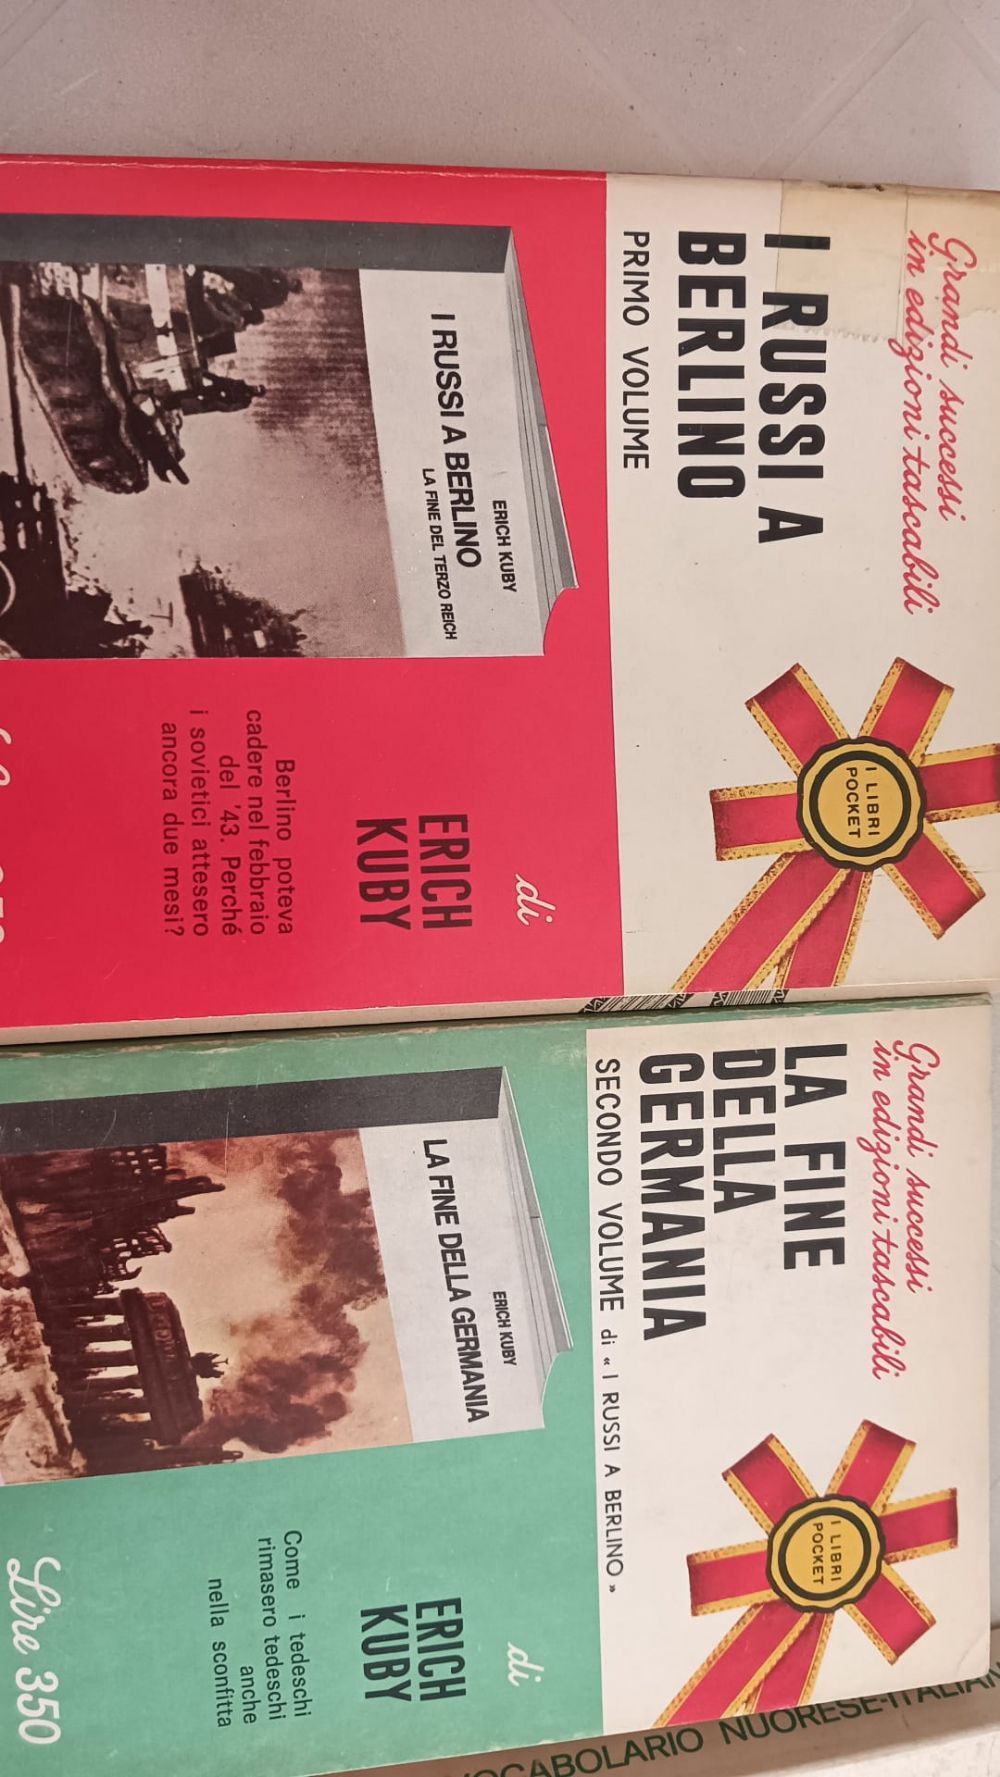 Grandi successi
in edizioni tascabili
I RUSSI A
BERLINO
PRIMO VOLUME
I LIBRI
POCKET
ERICH KUBY
I RUSSI A BERLINO
LA FINE DEL TERZO REICH
di
ERICH
KUBY
Berlino poteva
cadere nel febbraio
del '43. Perché
i sovietici attesero
ancora due mesi?
Grandi successi
in edizioni tascabili
LA FINE
DELLA
GERMANIA
SECONDO VOLUME di « I RUSSI A BERLINO »
I LIBRI
POCKET
ERICH KUBY
LA FINE DELLA GERMANIA
di
ERICH
KUBY
Come i tedeschi
rimasero tedeschi
anche
nella sconfitta
Lire 350